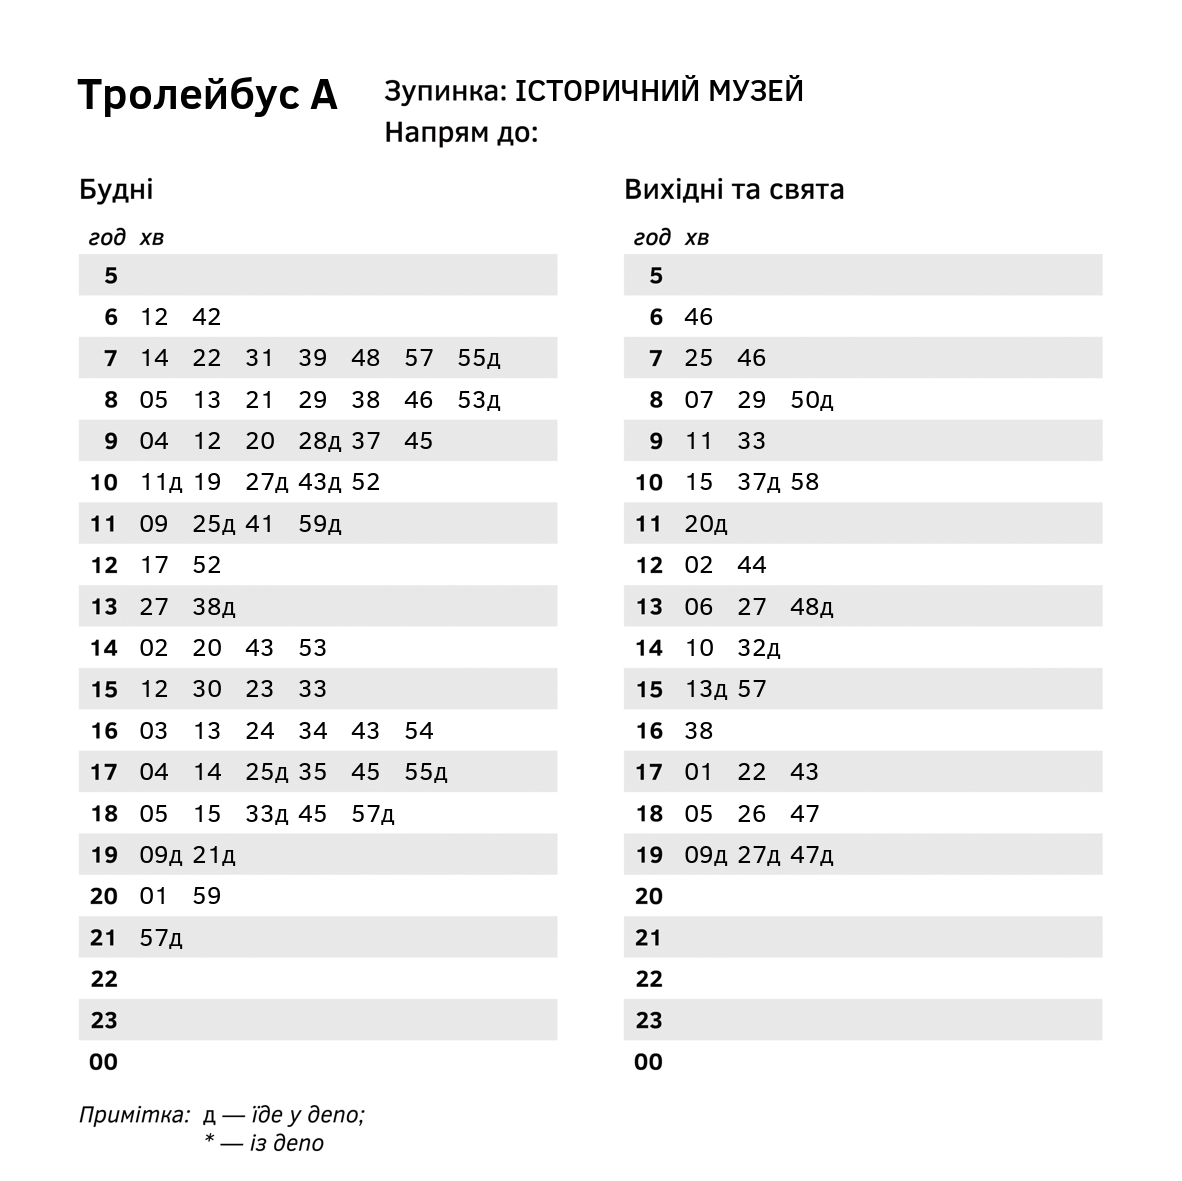 Тролейбус А
Зупинка: ІСТОРИЧНИЙ МУЗЕЙ
Напрям до:
Будні
год хв
5
6 12 42
7 14 22 31 39 48 57 55д
8 05 13 21 29 38 46 53д
9 04 12 20 28д 37 45
10 11д 19 27д 43д 52
11 09 25д 41 59д
12 17 52
13 27 38д
14 02 20 43 53
15 12 30 23 33
16 03 13 24 34 43 54
17 04 14 25д 35 45 55д
18 05 15 33д 45 57д
19 09д 21д
20 01 59
21 57д
22
23
00
Вихідні та свята
год хв
5
6 46
7 25 46
8 07 29 50д
9 11 33
10 15 37д 58
11 20д
12 02 44
13 06 27 48д
14 10 32д
15 13д 57
16 38
17 01 22 43
18 05 26 47
19 09д 27д 47д
20
21
22
23
00
Примітка: д — їде у депо;
* — із депо